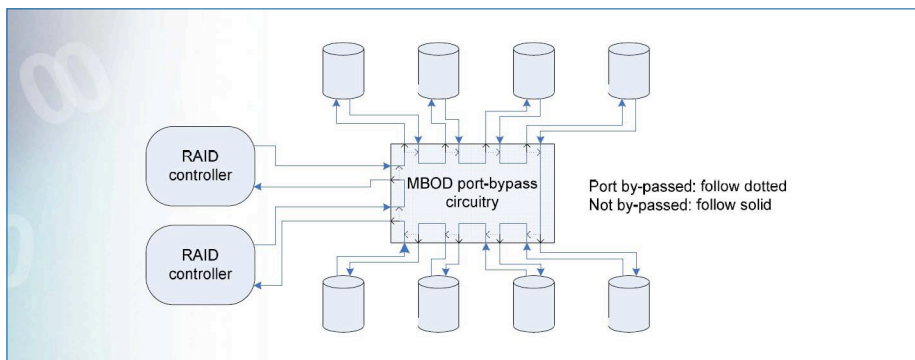 RAID
controller
RAID
controller
MBOD port-bypass
circuitry
Port by-passed: follow dotted
Not by-passed: follow solid